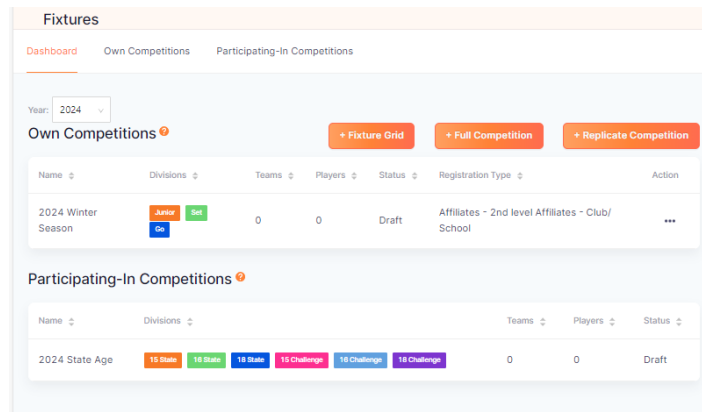 Fixtures
Dashboard Own Competitions Participating-In Competitions
Year: 2024
Own Competitions ?
+ Fixture Grid + Full Competition + Replicate Competition
Name Divisions Teams Players Status Registration Type Action
2024 Winter Junior Set 0 0 Draft Affiliates - 2nd level Affiliates - Club/ •••
Season Go School
Participating-In Competitions ?
Name Divisions Teams Players Status
2024 State Age 15 State 16 State 18 State 15 Challenge 16 Challenge 18 Challenge 0 0 Draft